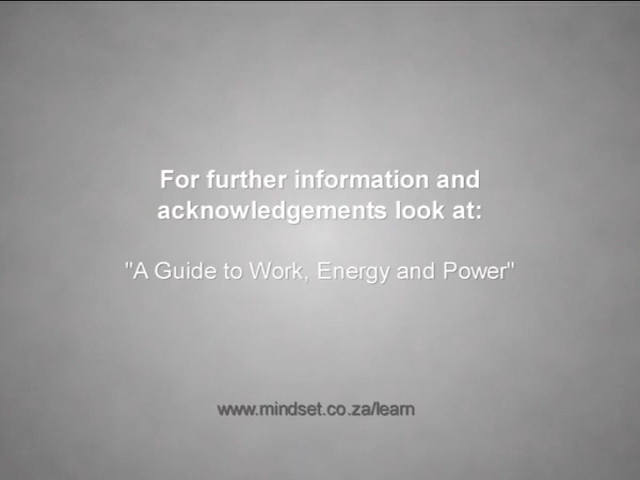 For further information and
acknowledgements look at:
"A Guide to Work, Energy and Power"
www.mindset.co.za/learn